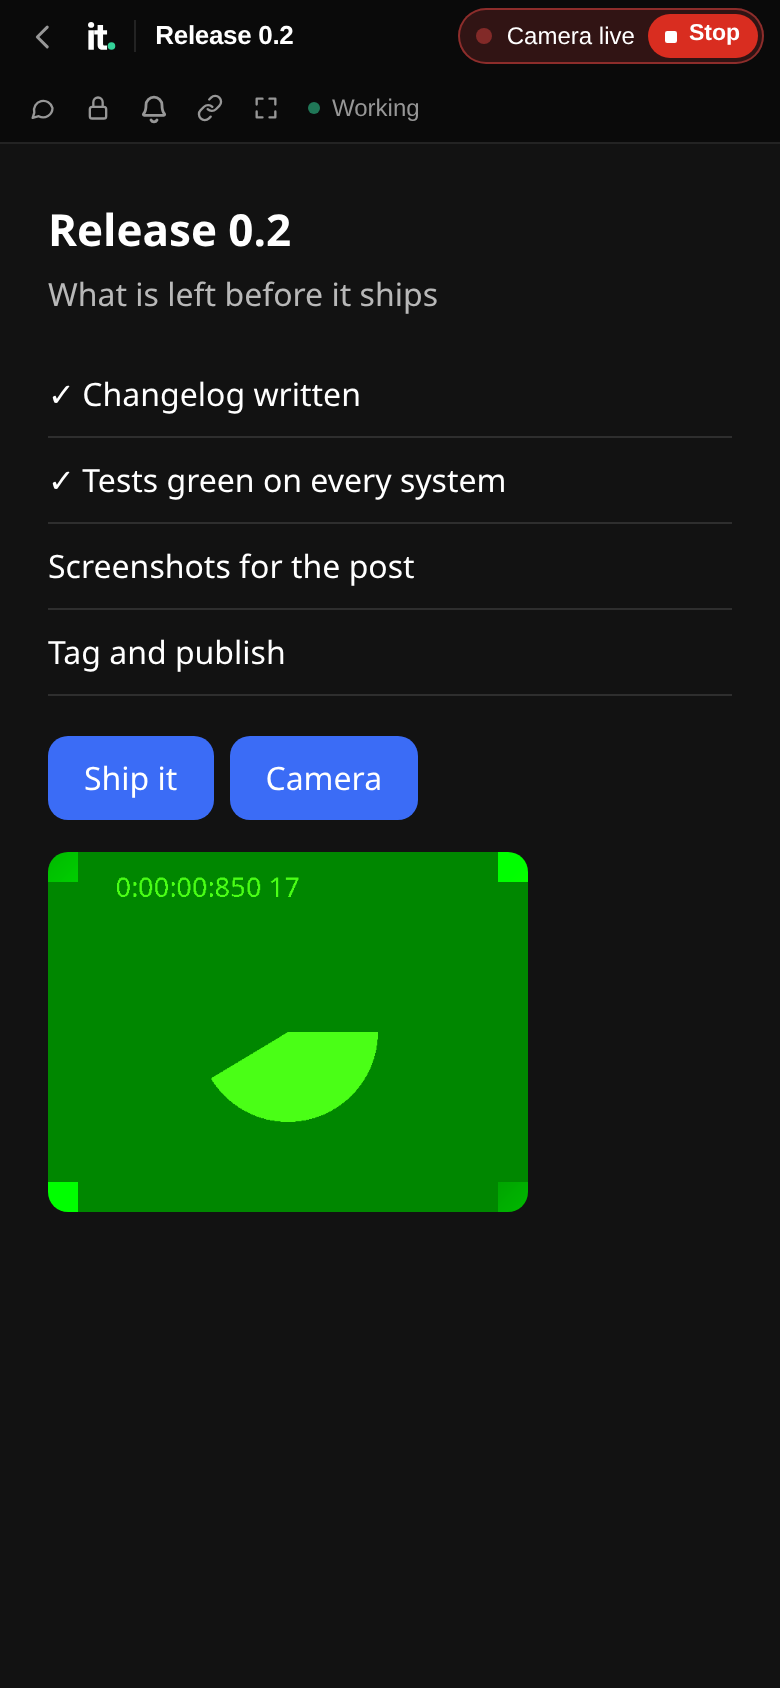 it. Release 0.2 Camera live Stop
Working
Release 0.2
What is left before it ships
✓ Changelog written
✓ Tests green on every system
Screenshots for the post
Tag and publish
Ship it Camera
0:00:00:850 17